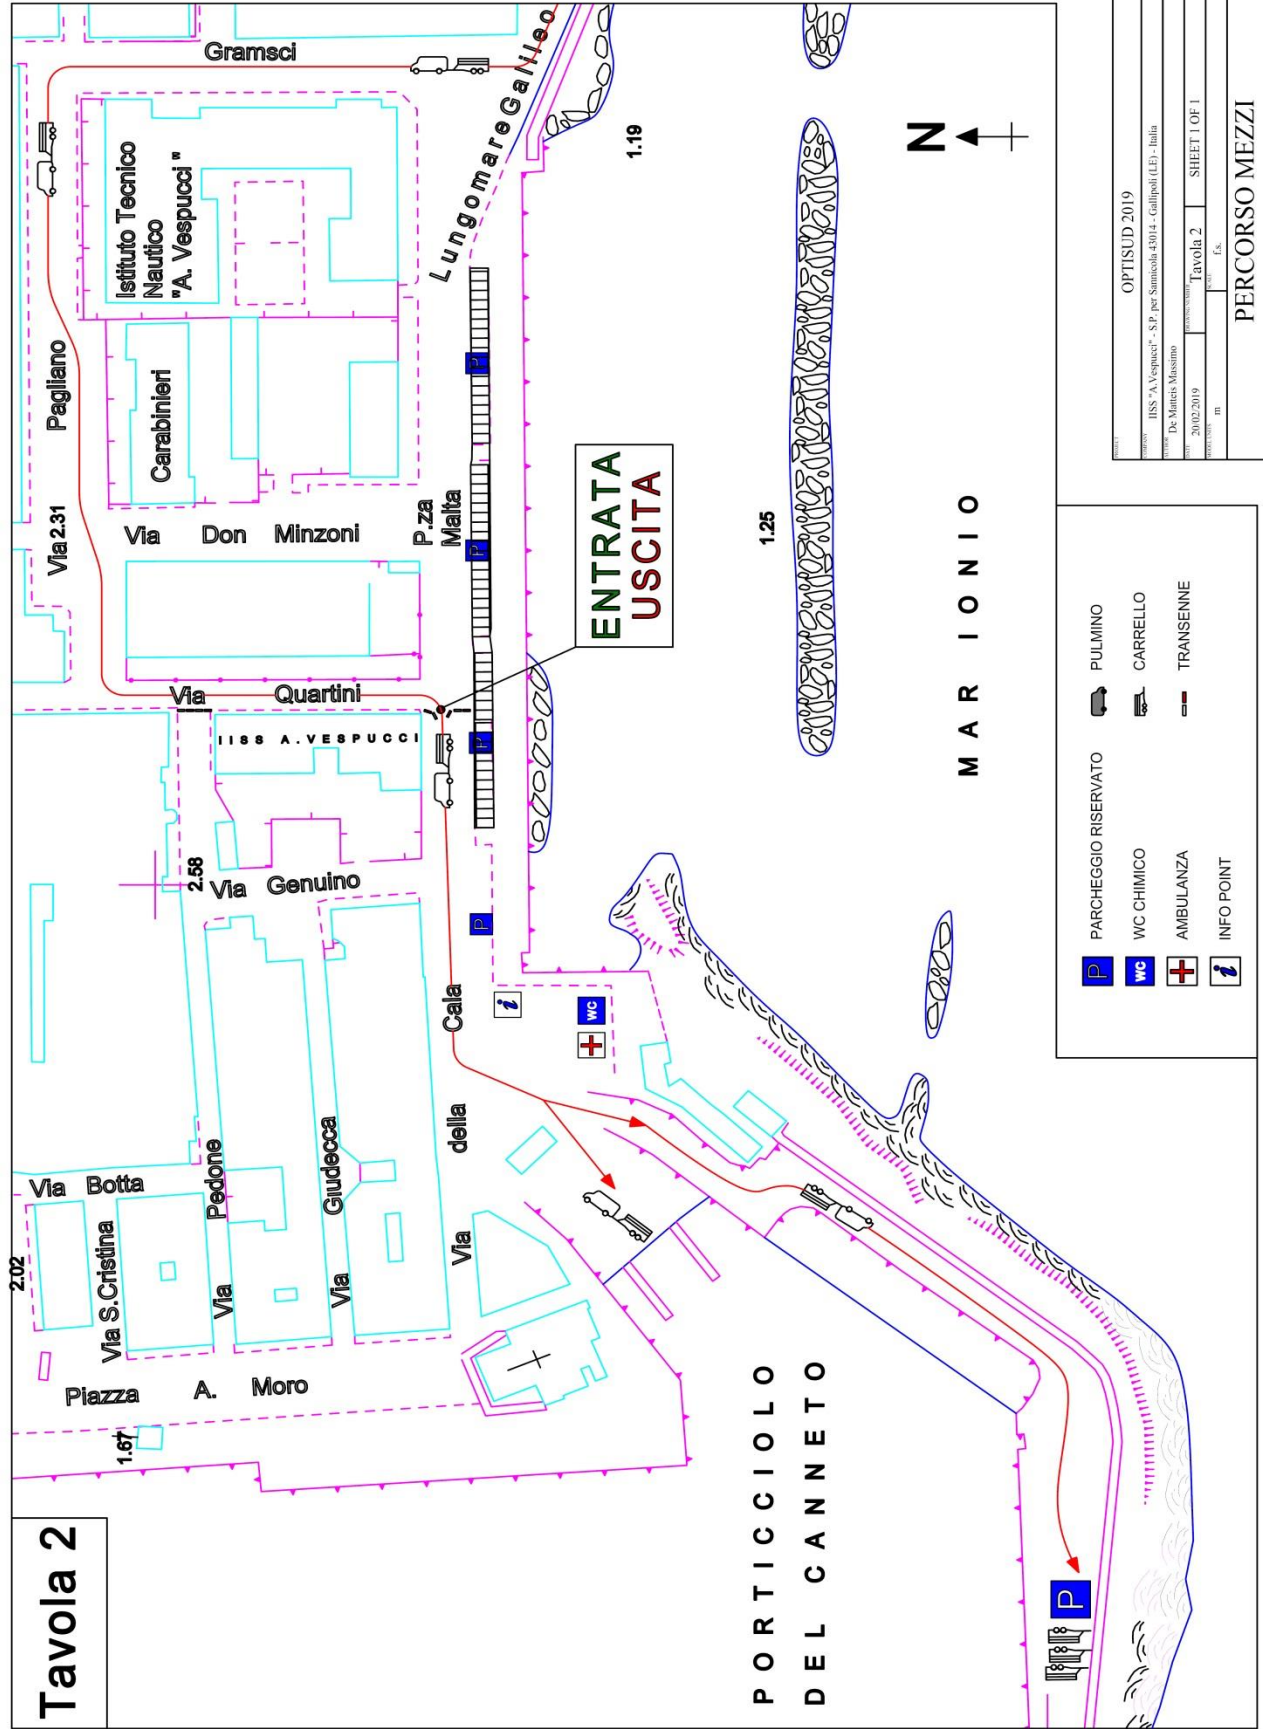 Tavola 2
2.02
Via Botta
Via S.Cristina
Piazza A. Moro
1.67
Via Pedone
Via Giudecca
Via della Cala
2.58
Via Genuino
IISS A. VESPUCCI
Via Quartini
Via 2.31 Pagliano
Via Don Minzoni
Carabinieri
Istituto Tecnico
Nautico
"A. Vespucci"
Gramsci
P.za
Malta
Lungomare Galileo
P
P
P
P
i
WC
ENTRATA
USCITA
1.19
1.25
N
MAR IONIO
PORTICCIOLO
DEL CANNETO
P
P PARCHEGGIO RISERVATO
WC WC CHIMICO
AMBULANZA
i INFO POINT
PULMINO
CARRELLO
TRANSENNE
OPTISUD 2019
IISS "A.Vespucci" - S.P. per Sannicola 43014 - Gallipoli (LE) - Italia
De Matteis Massimo
20/02/2019
Tavola 2
SHEET 1 OF 1
m
f.s.
PERCORSO MEZZI